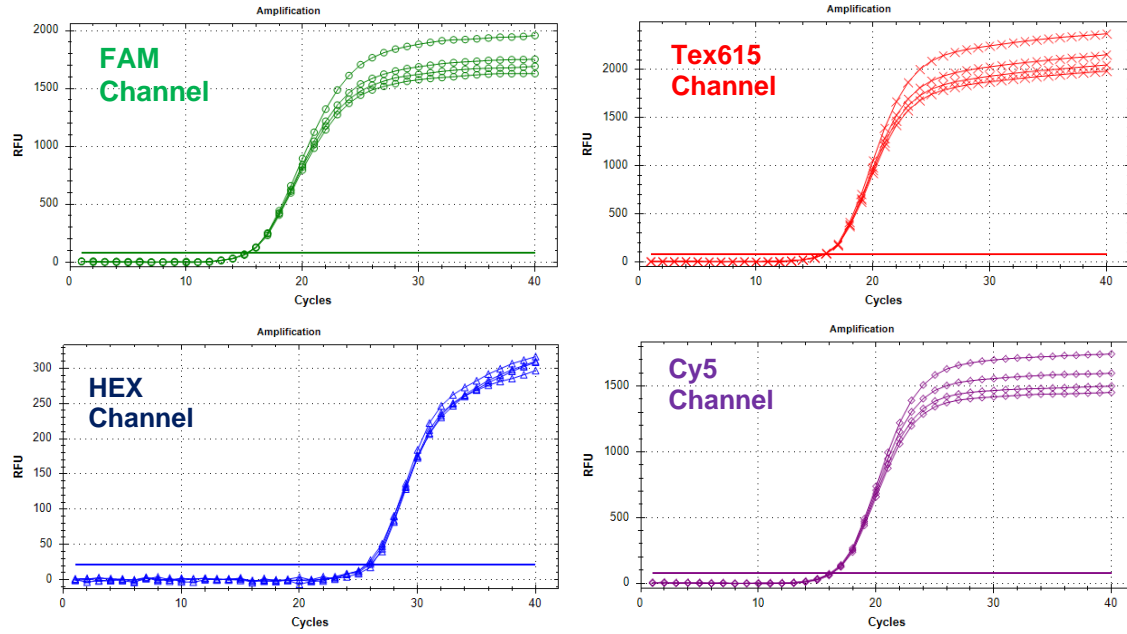 Amplification
FAM
Channel
RFU
2000
1500
1000
500
0
0 10 20 30 40
Cycles
Amplification
Tex615
Channel
RFU
2000
1500
1000
500
0
0 10 20 30 40
Cycles
Amplification
HEX
Channel
RFU
300
250
200
150
100
50
0
0 10 20 30 40
Cycles
Amplification
Cy5
Channel
RFU
1500
1000
500
0
0 10 20 30 40
Cycles